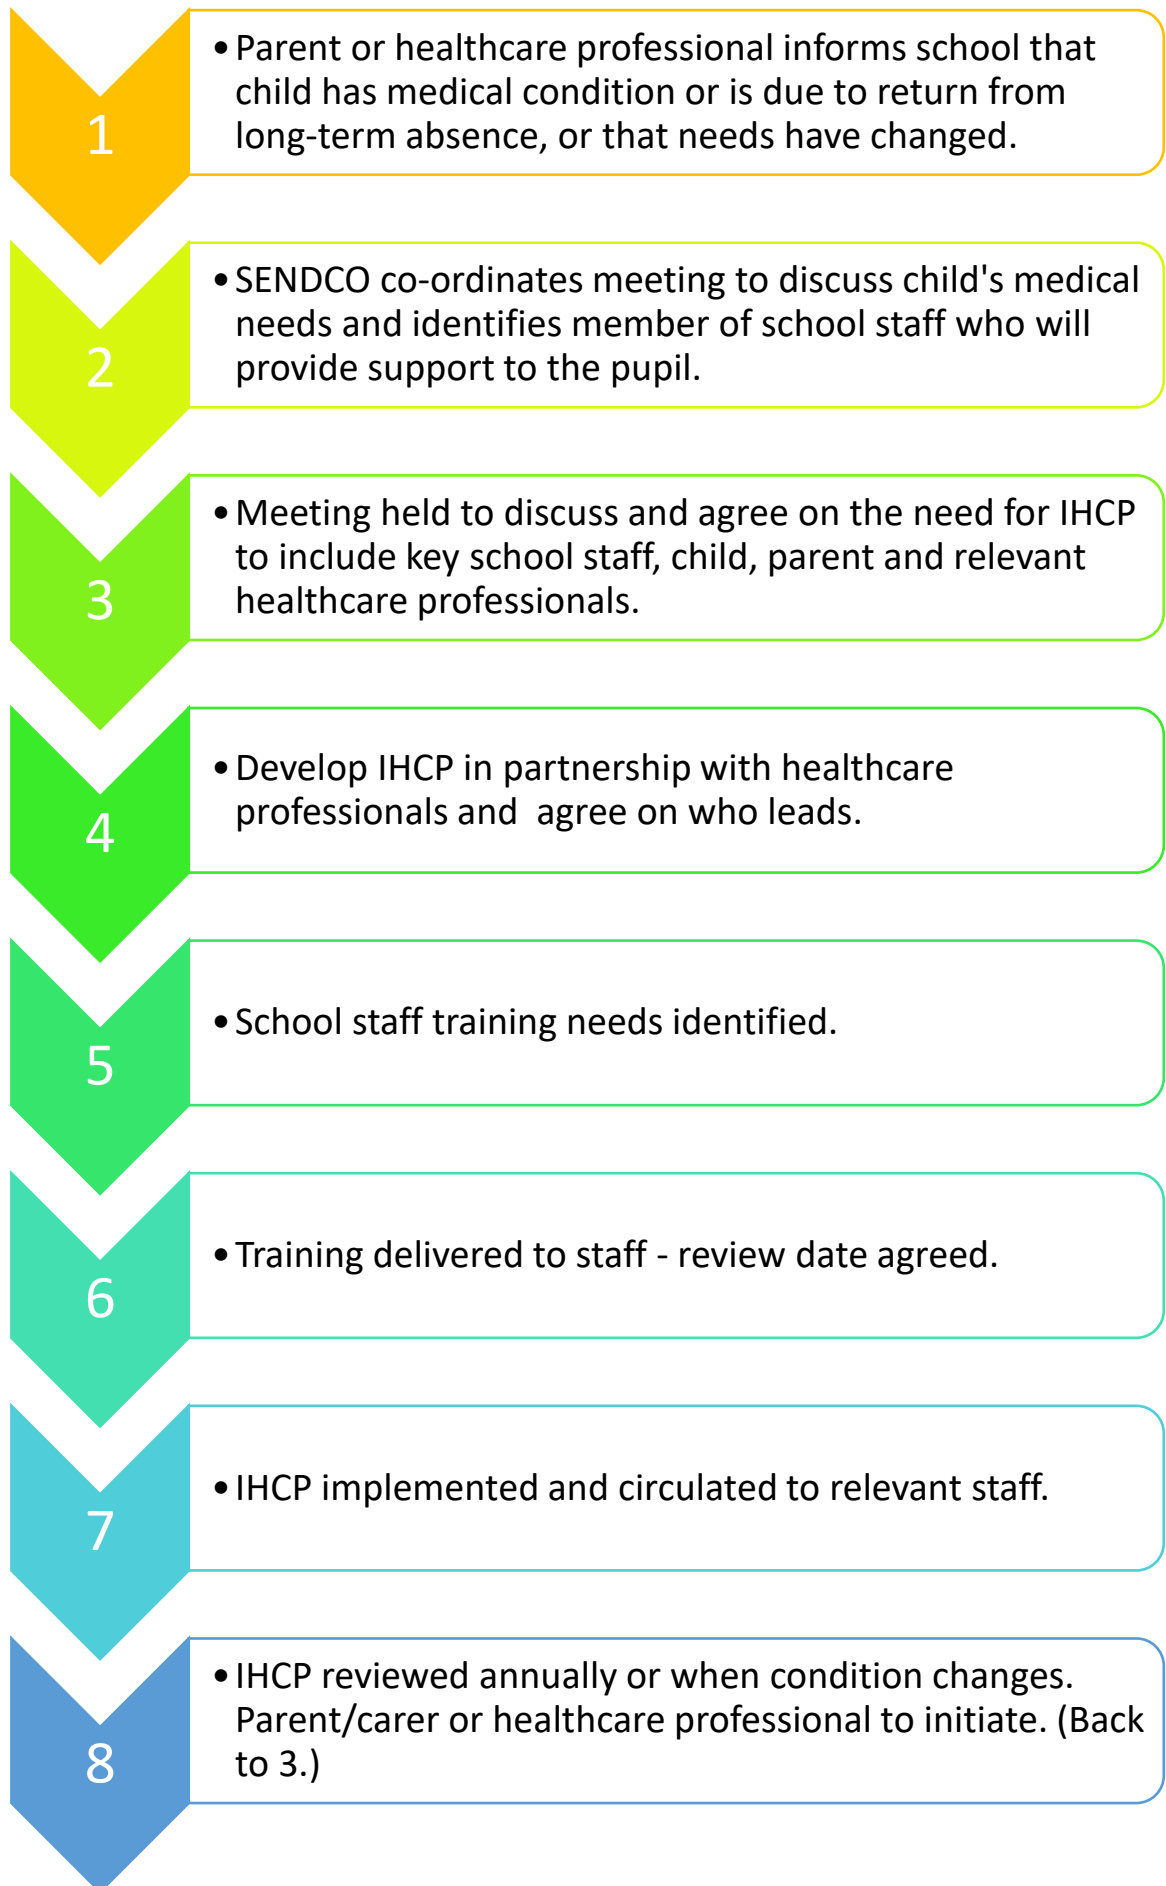 1
•Parent or healthcare professional informs school that
child has medical condition or is due to return from
long-term absence, or that needs have changed.
2
•SENDCO co-ordinates meeting to discuss child's medical
needs and identifies member of school staff who will
provide support to the pupil.
3
•Meeting held to discuss and agree on the need for IHCP
to include key school staff, child, parent and relevant
healthcare professionals.
4
•Develop IHCP in partnership with healthcare
professionals and  agree on who leads.
5
•School staff training needs identified.
6
•Training delivered to staff - review date agreed.
7
•IHCP implemented and circulated to relevant staff.
8
•IHCP reviewed annually or when condition changes.
Parent/carer or healthcare professional to initiate. (Back
to 3.)